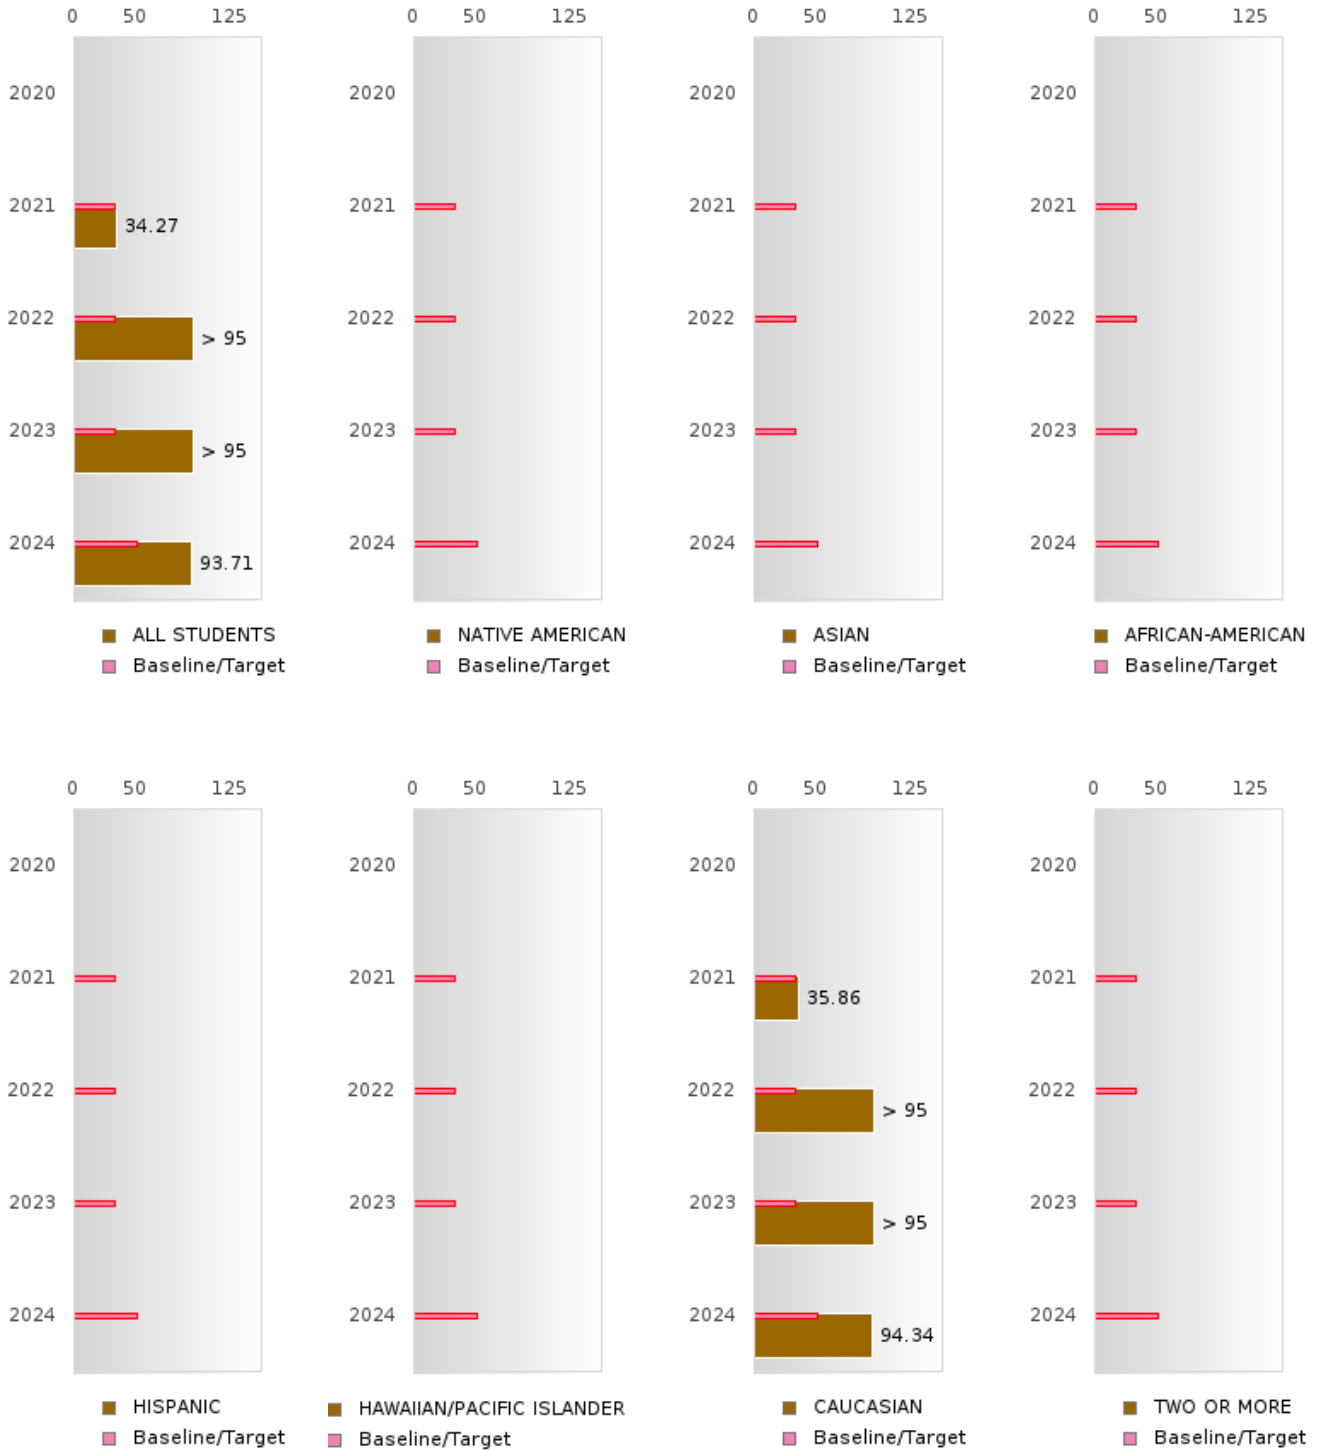 0 50 125 0 50 125 0 50 125 0 50 125
2020 2020 2020 2020
2021 2021 2021 2021
34.27
2022 2022 2022 2022
> 95
2023 2023 2023 2023
> 95
2024 2024 2024 2024
93.71
ALL STUDENTS NATIVE AMERICAN ASIAN AFRICAN-AMERICAN
Baseline/Target Baseline/Target Baseline/Target Baseline/Target
0 50 125 0 50 125 0 50 125 0 50 125
2020 2020 2020 2020
2021 2021 2021 2021
35.86
2022 2022 2022 2022
> 95
2023 2023 2023 2023
> 95
2024 2024 2024 2024
94.34
HISPANIC HAWAIIAN/PACIFIC ISLANDER CAUCASIAN TWO OR MORE
Baseline/Target Baseline/Target Baseline/Target Baseline/Target